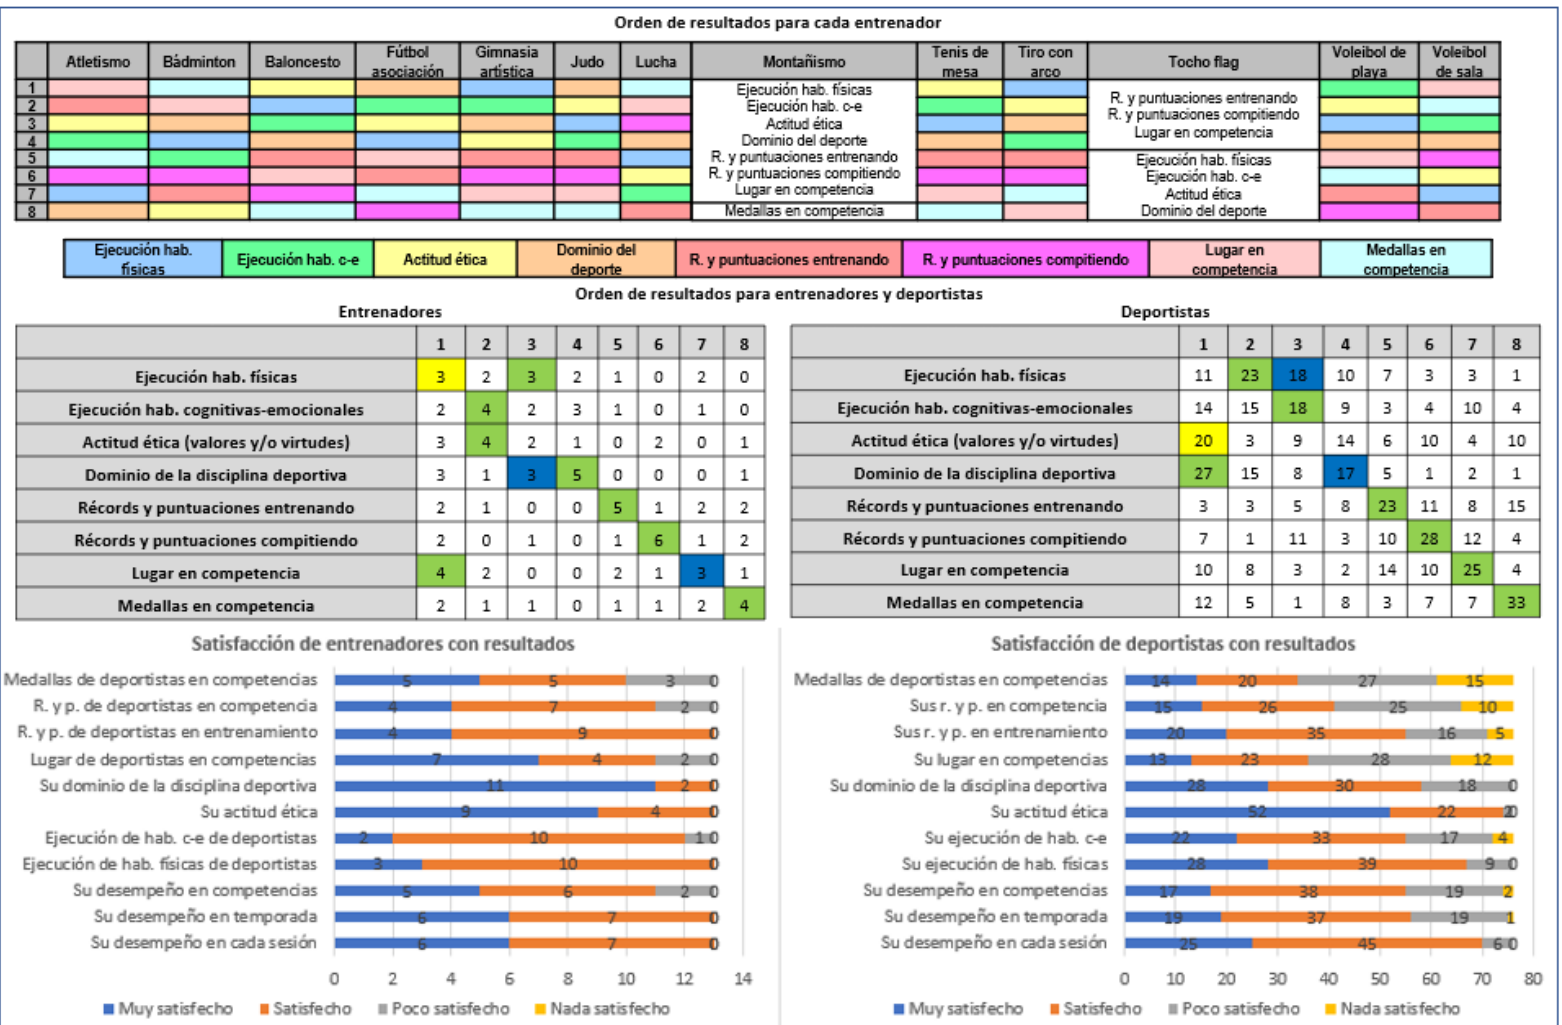 Orden de resultados para cada entrenador
Atletismo Bádminton Baloncesto Fútbol asociación Gimnasia artística Judo Lucha Montañismo Tenis de mesa Tiro con arco Tocho flag Voleibol de playa Voleibol de sala
1
2
3
4
5
6
7
8
Ejecución hab. físicas
Ejecución hab. c-e
Actitud ética
Dominio del deporte
R. y puntuaciones entrenando
R. y puntuaciones compitiendo
Lugar en competencia
Medallas en competencia
R. y puntuaciones entrenando
R. y puntuaciones compitiendo
Lugar en competencia
Ejecución hab. físicas
Ejecución hab. c-e
Actitud ética
Dominio del deporte
Ejecución hab. físicas Ejecución hab. c-e Actitud ética Dominio del deporte R. y puntuaciones entrenando R. y puntuaciones compitiendo Lugar en competencia Medallas en competencia
Orden de resultados para entrenadores y deportistas
Entrenadores
1 2 3 4 5 6 7 8
Ejecución hab. físicas 3 2 3 2 1 0 2 0
Ejecución hab. cognitivas-emocionales 2 4 2 3 1 0 1 0
Actitud ética (valores y/o virtudes) 3 4 2 1 0 2 0 1
Dominio de la disciplina deportiva 3 1 3 5 0 0 0 1
Récords y puntuaciones entrenando 2 1 0 0 5 1 2 2
Récords y puntuaciones compitiendo 2 0 1 0 1 6 1 2
Lugar en competencia 4 2 0 0 2 1 3 1
Medallas en competencia 2 1 1 0 1 1 2 4
Deportistas
1 2 3 4 5 6 7 8
Ejecución hab. físicas 11 23 18 10 7 3 3 1
Ejecución hab. cognitivas-emocionales 14 15 18 9 3 4 10 4
Actitud ética (valores y/o virtudes) 20 3 9 14 6 10 4 10
Dominio de la disciplina deportiva 27 15 8 17 5 1 2 1
Récords y puntuaciones entrenando 3 3 5 8 23 11 8 15
Récords y puntuaciones compitiendo 7 1 11 3 10 28 12 4
Lugar en competencia 10 8 3 2 14 10 25 4
Medallas en competencia 12 5 1 8 3 7 7 33
Satisfacción de entrenadores con resultados
Medallas de deportistas en competencias 5 5 3 0
R. y p. de deportistas en competencia 4 7 2 0
R. y p. de deportistas en entrenamiento 4 9 0
Lugar de deportistas en competencias 7 4 2 0
Su dominio de la disciplina deportiva 11 2 0
Su actitud ética 9 4 0
Ejecución de hab. c-e de deportistas 2 10 1 0
Ejecución de hab. físicas de deportistas 3 10 0
Su desempeño en competencias 5 6 2 0
Su desempeño en temporada 6 7 0
Su desempeño en cada sesión 6 7 0
0 2 4 6 8 10 12 14
Muy satisfecho Satisfecho Poco satisfecho Nada satisfecho
Satisfacción de deportistas con resultados
Medallas de deportistas en competencias 14 20 27 15
Sus r. y p. en competencia 15 26 25 10
Sus r. y p. en entrenamiento 20 35 16 5
Su lugar en competencias 13 23 28 12
Su dominio de la disciplina deportiva 28 30 18 0
Su actitud ética 52 22 2 0
Su ejecución de hab. c-e 22 33 17 4
Su ejecución de hab. físicas 28 39 9 0
Su desempeño en competencias 17 38 19 2
Su desempeño en temporada 19 37 19 1
Su desempeño en cada sesión 25 45 6 0
0 10 20 30 40 50 60 70 80
Muy satisfecho Satisfecho Poco satisfecho Nada satisfecho